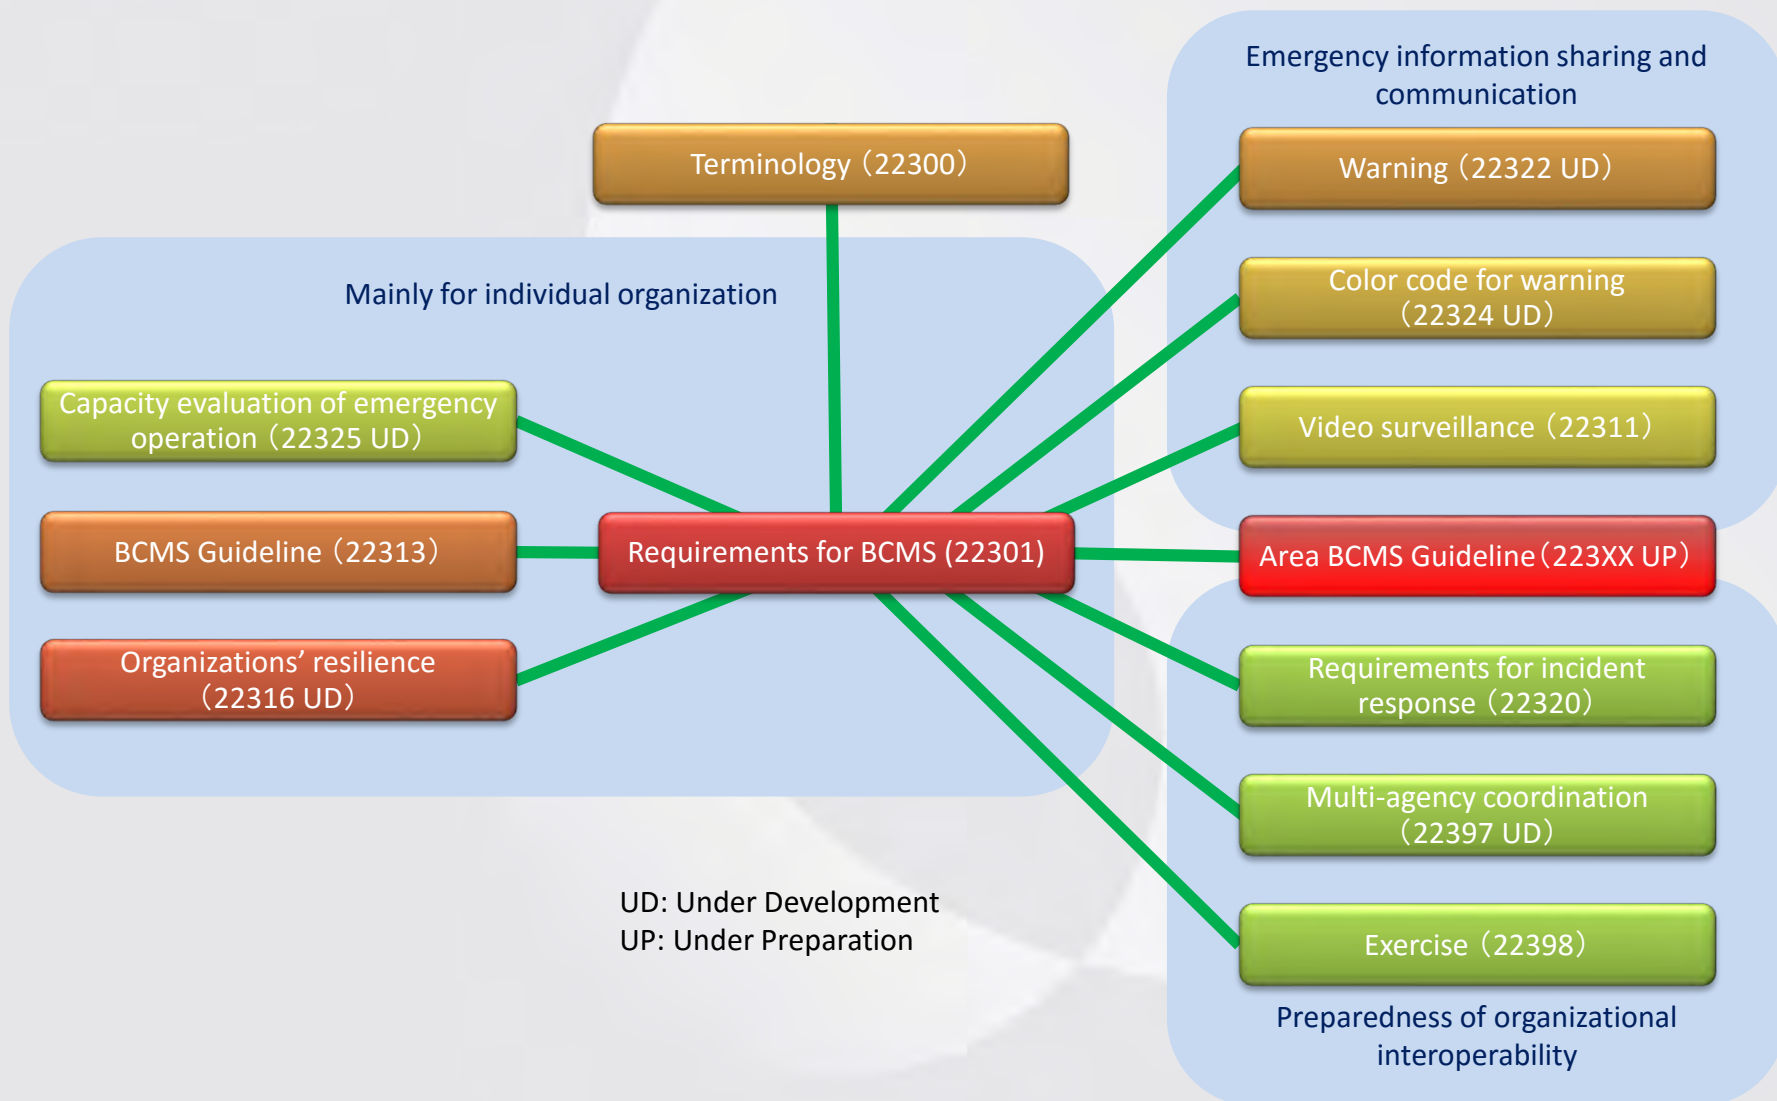 Emergency information sharing and
communication
Terminology（22300）
Warning（22322 UD）
Mainly for individual organization
Color code for warning
（22324 UD）
Capacity evaluation of emergency
operation（22325 UD）
Video surveillance（22311）
BCMS Guideline（22313）
Requirements for BCMS (22301)
Area BCMS Guideline（223XX UP）
Organizations’ resilience
（22316 UD）
Requirements for incident
response（22320）
Multi-agency coordination
（22397 UD）
UD: Under Development
UP: Under Preparation
Exercise（22398）
Preparedness of organizational
interoperability